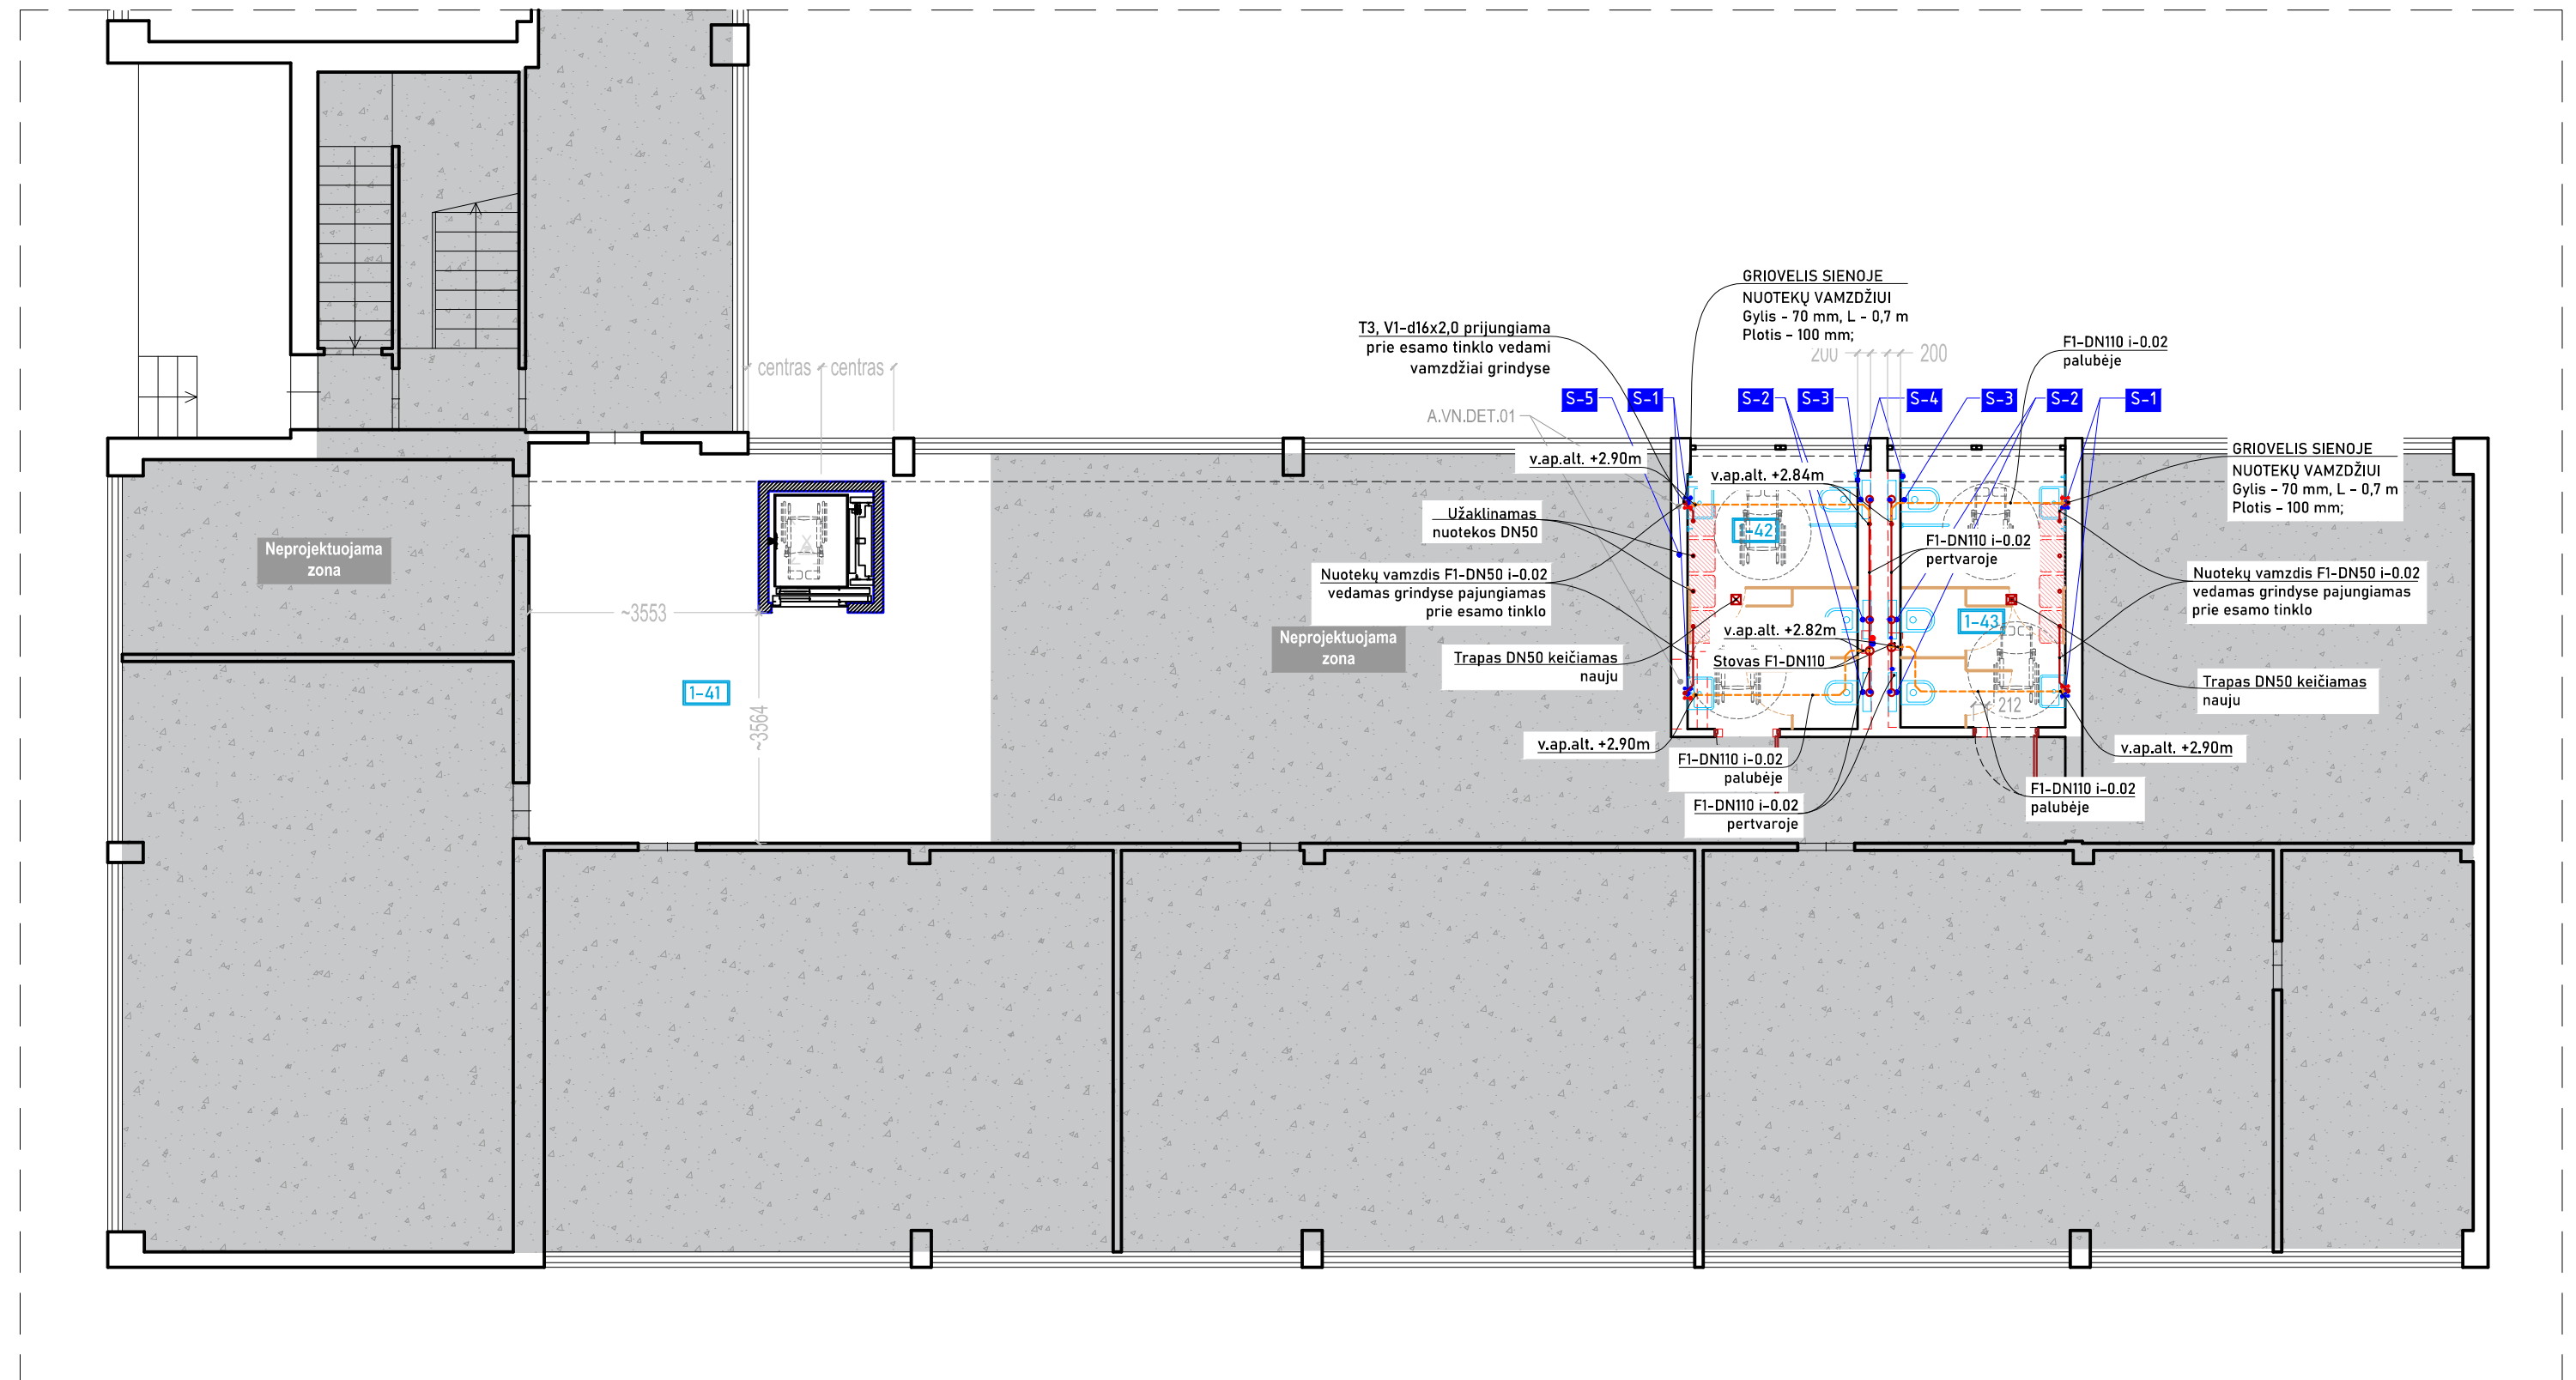 GRIOVELIS SIENOJE
NUOTEKŲ VAMZDŽIUI
Gylis - 70 mm, L - 0,7 m
Plotis - 100 mm;
T3, V1-d16x2,0 prijungiama
prie esamo tinklo vedami
vamzdžiai grindyse
200
200
F1-DN110 i-0.02
palubėje
centras
centras
S-5
S-1
S-2
S-3
S-4
S-3
S-2
S-1
A.VN.DET.01
GRIOVELIS SIENOJE
NUOTEKŲ VAMZDŽIUI
Gylis - 70 mm, L - 0,7 m
Plotis - 100 mm;
v.ap.alt. +2.90m
v.ap.alt. +2.84m
Užaklinamas
nuotekos DN50
1-42
F1-DN110 i-0.02
pertvaroje
Neprojektuojama
zona
Nuotekų vamzdis F1-DN50 i-0.02
vedamas grindyse pajungiamas
prie esamo tinklo
Nuotekų vamzdis F1-DN50 i-0.02
vedamas grindyse pajungiamas
prie esamo tinklo
~3553
1-43
Neprojektuojama
zona
v.ap.alt. +2.82m
Trapas DN50 keičiamas
nauju
Stovas F1-DN110
Trapas DN50 keičiamas
nauju
1-41
~3564
212
v.ap.alt. +2.90m
v.ap.alt. +2.90m
F1-DN110 i-0.02
palubėje
F1-DN110 i-0.02
palubėje
F1-DN110 i-0.02
pertvaroje